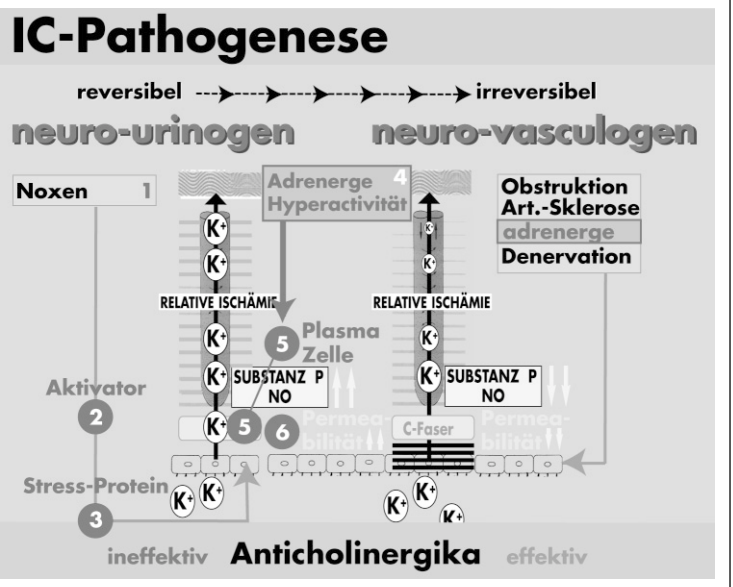 IC-Pathogenese
reversibel
irreversibel
neuro-urinogen
neuro-vasculogen
Noxen 1
Adrenerge 4
Hyperactivität
Obstruktion
Art.-Sklerose
adrenerge
Denervation
K+
K+
K+
K+
RELATIVE ISCHÄMIE
RELATIVE ISCHÄMIE
5 Plasma
Zelle
K+
K+
K+
SUBSTANZ P
NO
K+
SUBSTANZ P
NO
Aktivator
2
K+
5
6
Permea-
bilität
C-Faser
Permea-
bilität
Stress-Protein
3
K+
K+
K+
K+
K+
ineffektiv Anticholinergika effektiv